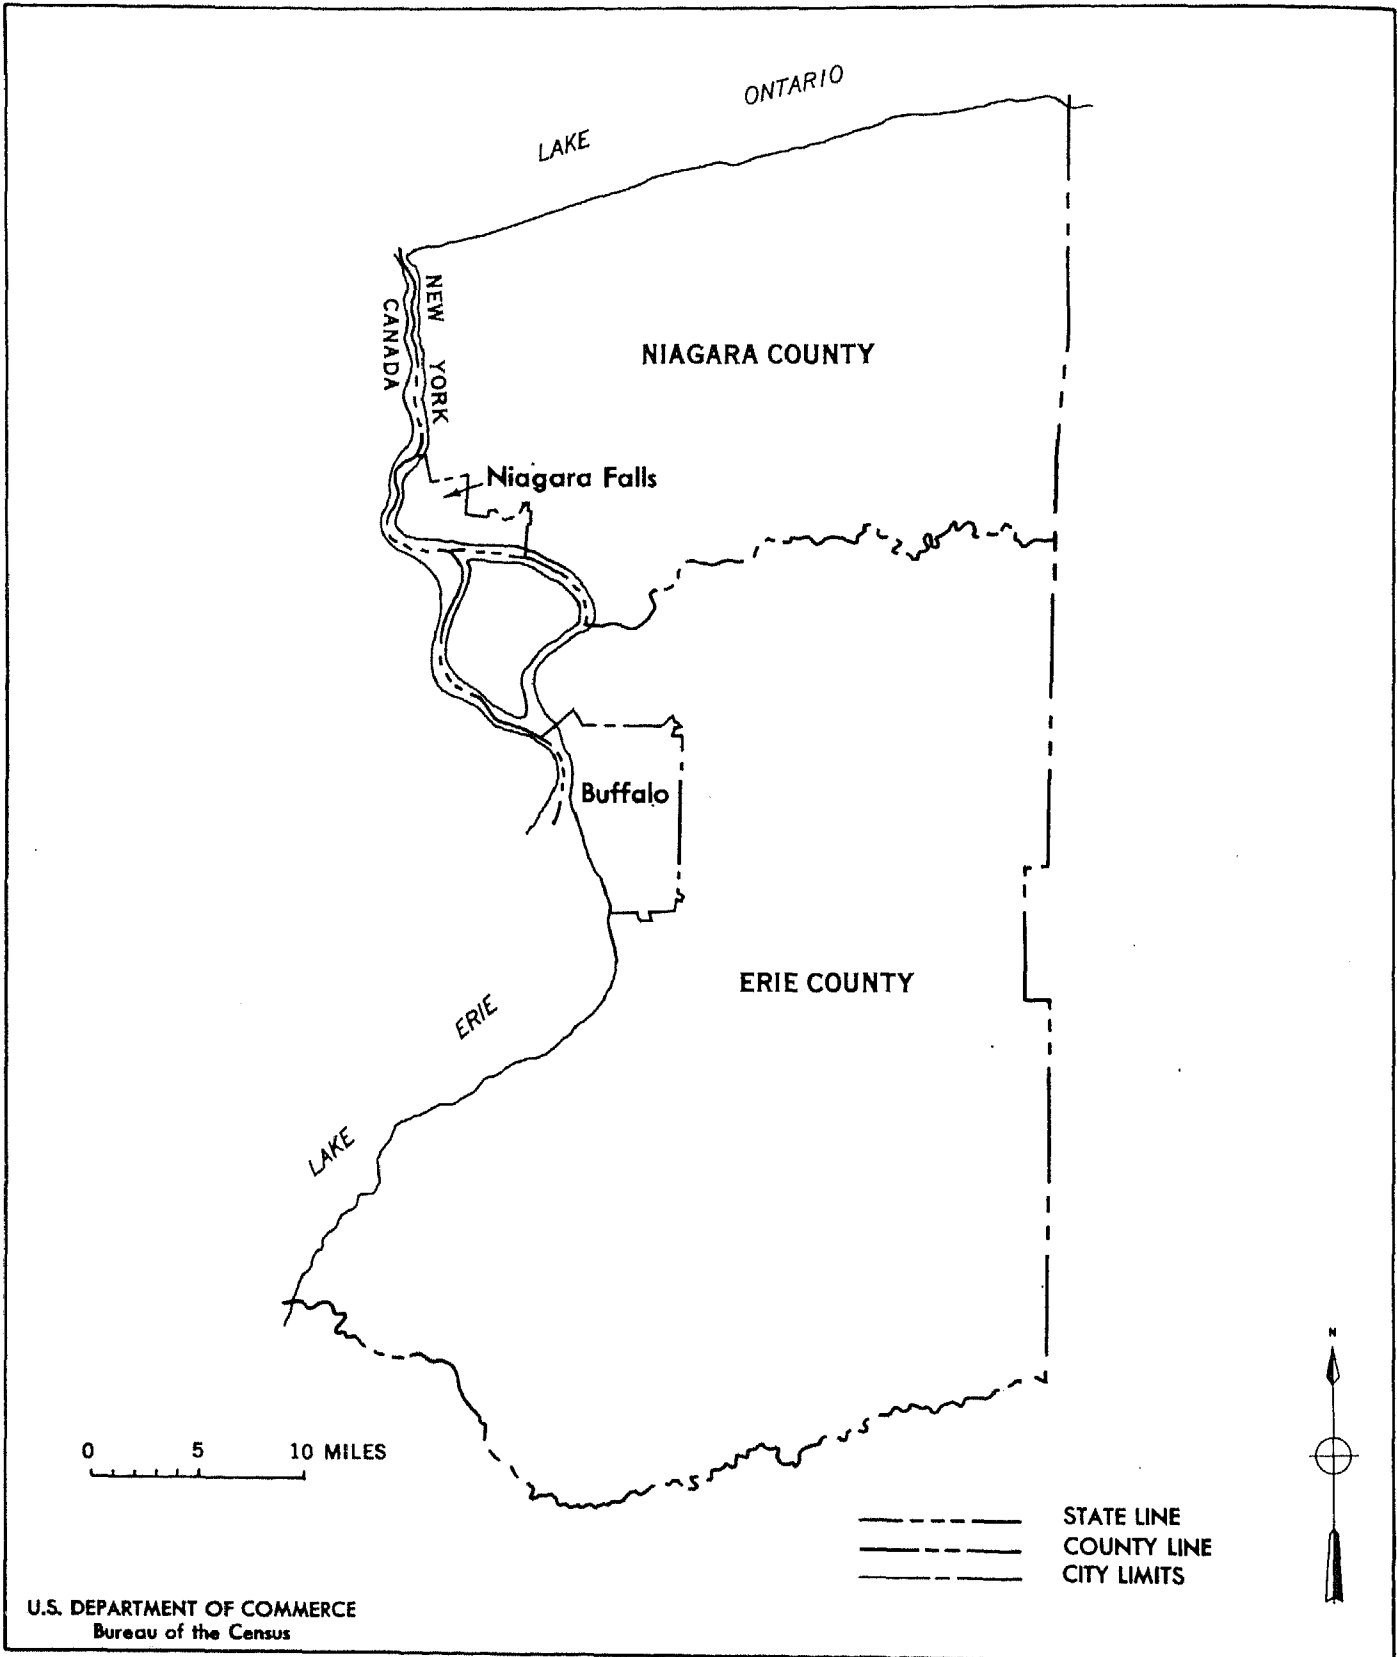 LAKE ONTARIO
NEW YORK
CANADA
NIAGARA COUNTY
Niagara Falls
Buffalo
ERIE COUNTY
LAKE ERIE
0 5 10 MILES
N
STATE LINE
COUNTY LINE
CITY LIMITS
U.S. DEPARTMENT OF COMMERCE
Bureau of the Census